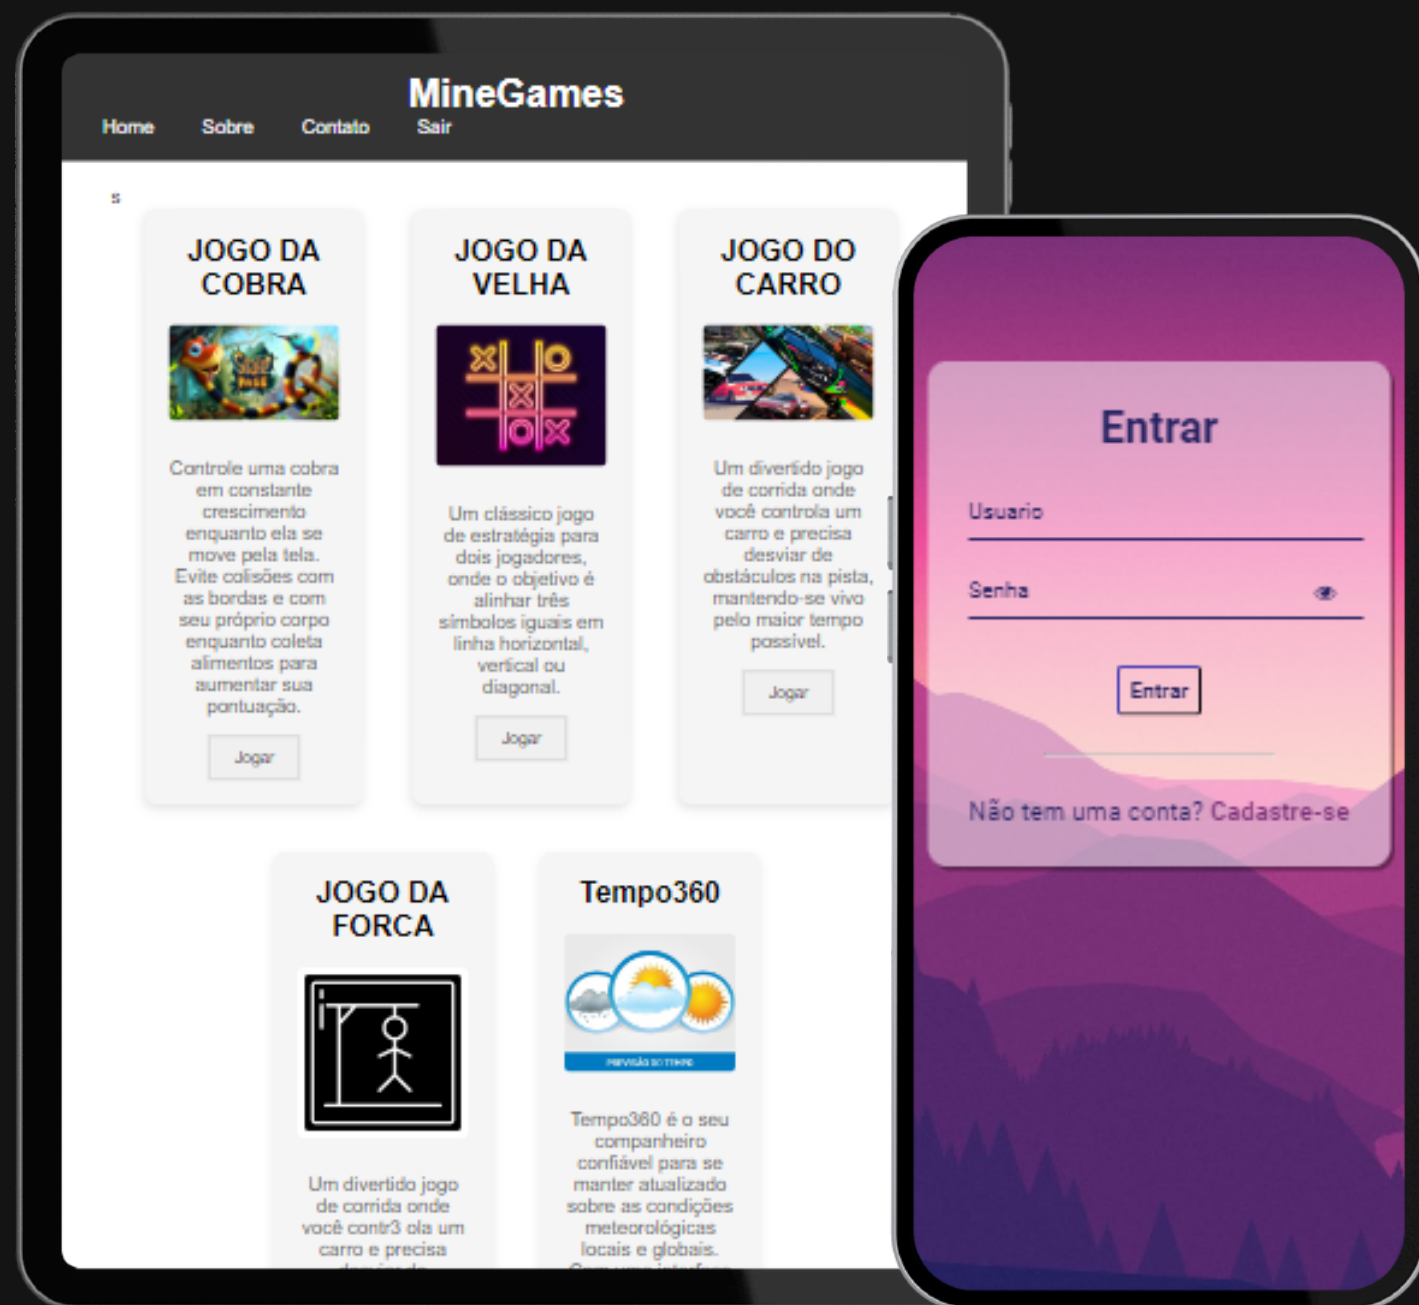 MineGames
Home Sobre Contato Sair
s
JOGO DA
COBRA
Controle uma cobra
em constante
crescimento
enquanto ela se
move pela tela.
Evite colisões com
as bordas e com
seu próprio corpo
enquanto coleta
alimentos para
aumentar sua
pontuação.
Jogar
JOGO DA
VELHA
X O
X
O X
Um clássico jogo
de estratégia para
dois jogadores,
onde o objetivo é
alinhar três
símbolos iguais em
linha horizontal,
vertical ou
diagonal.
Jogar
JOGO DO
CARRO
Um divertido jogo
de corrida onde
você controla um
carro e precisa
desviar de
obstáculos na pista,
mantendo-se vivo
pelo maior tempo
possível.
Jogar
JOGO DA
FORCA
Um divertido jogo
de corrida onde
você contr3 ola um
carro e precisa
Tempo360
PREVISÃO DO TEMPO
Tempo360 é o seu
companheiro
confiável para se
manter atualizado
sobre as condições
meteorológicas
locais e globais.
Com uma interface
Entrar
Usuario
Senha
Entrar
Não tem uma conta? Cadastre-se